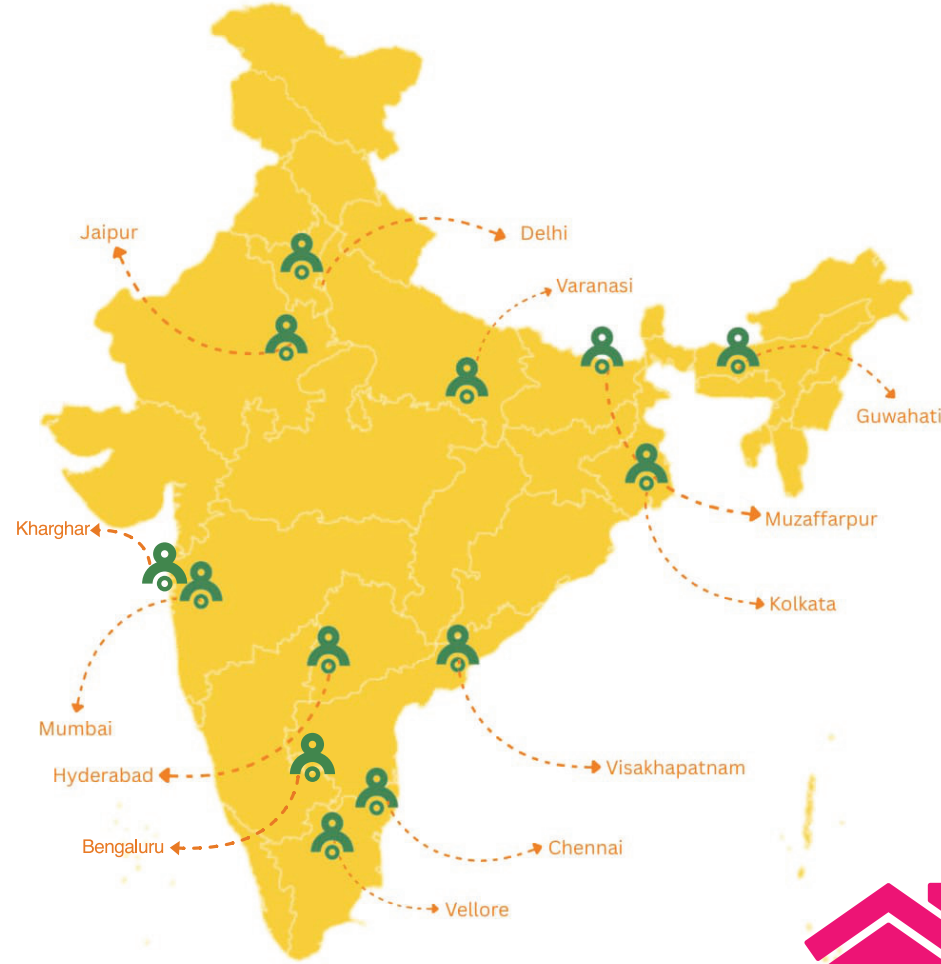 Jaipur
Delhi
Varanasi
Guwahati
Muzaffarpur
Kharghar
Kolkata
Mumbai
Hyderabad
Visakhapatnam
Bengaluru
Chennai
Vellore